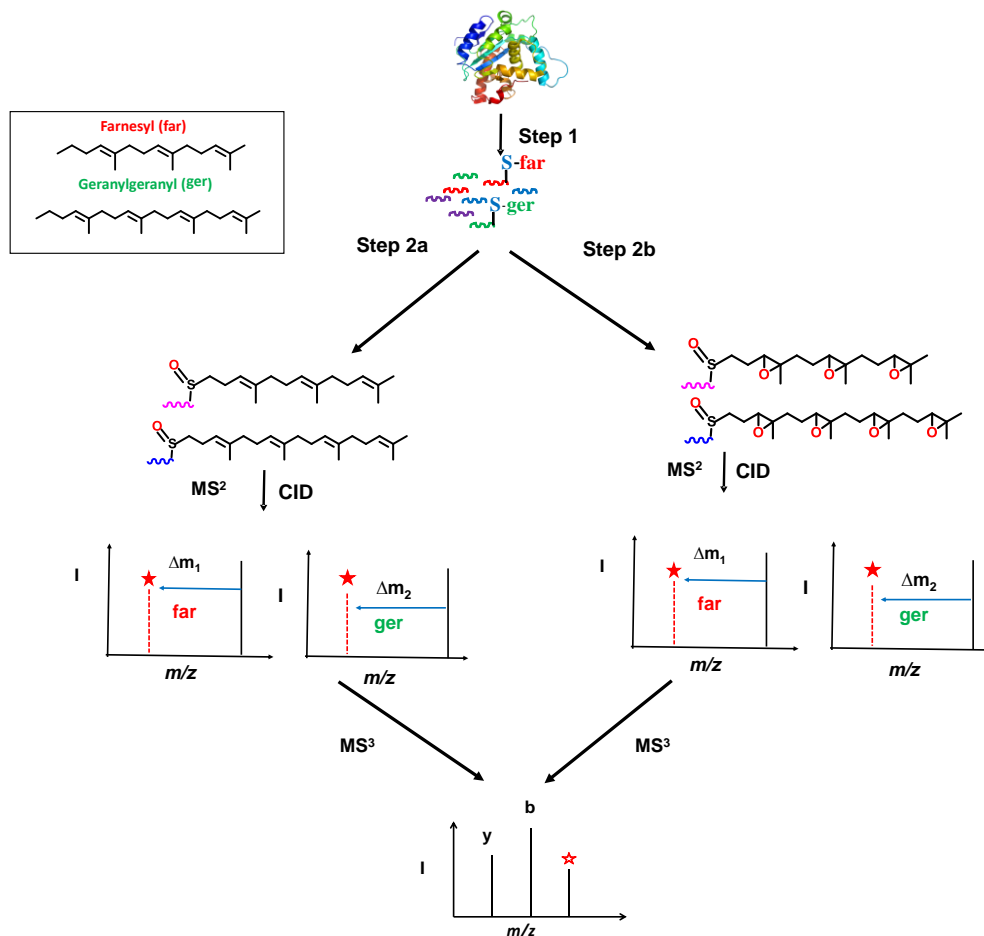 Farnesyl (far)
Geranylgeranyl (ger)
Step 1
S-far
S-ger
Step 2a
Step 2b
O
S
O
S
O
S
O
O
O
O
S
O
O
O
O
MS²
CID
MS²
CID
I
Δm₁
far
m/z
I
Δm₂
ger
m/z
I
Δm₁
far
m/z
I
Δm₂
ger
m/z
MS³
MS³
b
y
I
m/z